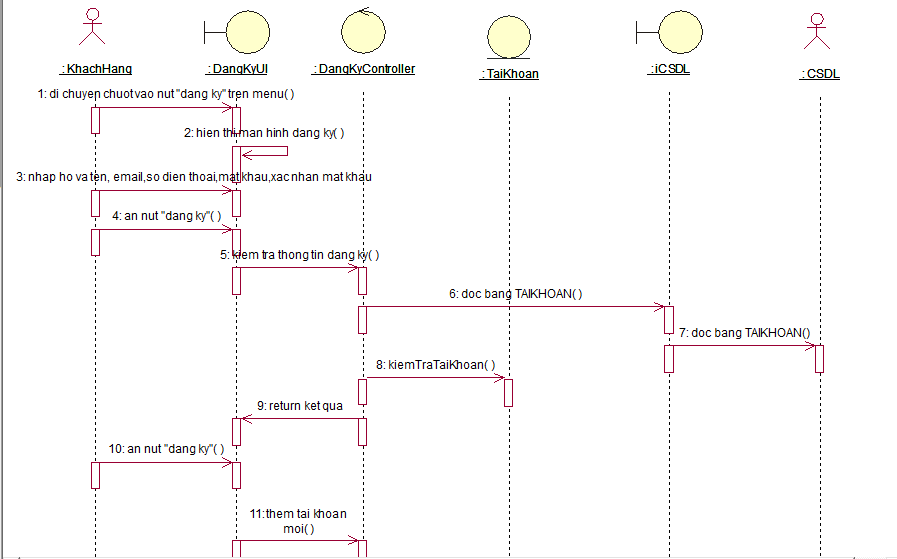 : KhachHang
: DangKyUI
: DangKyController
: TaiKhoan
: iCSDL
: CSDL
1: di chuyen chuot vao nut "dang ky" tren menu( )
2: hien thi man hinh dang ky( )
3: nhap ho va ten, email,so dien thoai,mat khau,xac nhan mat khau
4: an nut "dang ky"( )
5: kiem tra thong tin dang ky( )
6: doc bang TAIKHOAN( )
7: doc bang TAIKHOAN()
8: kiemTraTaiKhoan( )
9: return ket qua
10: an nut "dang ky"( )
11: them tai khoan
moi( )